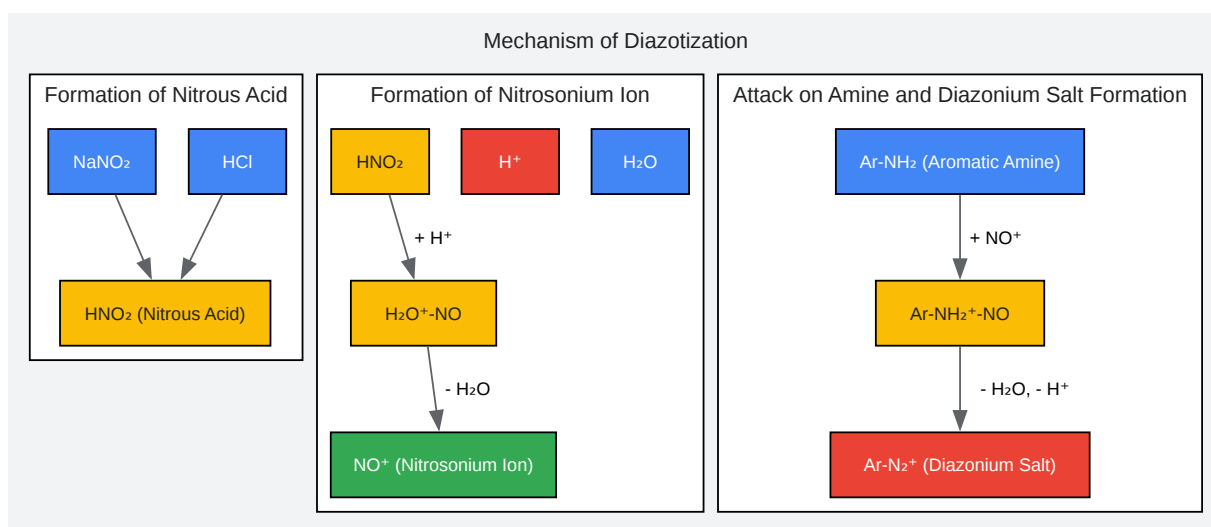 Mechanism of Diazotization
Formation of Nitrous Acid
NaNO₂
HCl
HNO₂ (Nitrous Acid)
Formation of Nitrosonium Ion
HNO₂
H⁺
H₂O
+ H⁺
H₂O⁺-NO
- H₂O
NO⁺ (Nitrosonium Ion)
Attack on Amine and Diazonium Salt Formation
Ar-NH₂ (Aromatic Amine)
+ NO⁺
Ar-NH₂⁺-NO
- H₂O, - H⁺
Ar-N₂⁺ (Diazonium Salt)